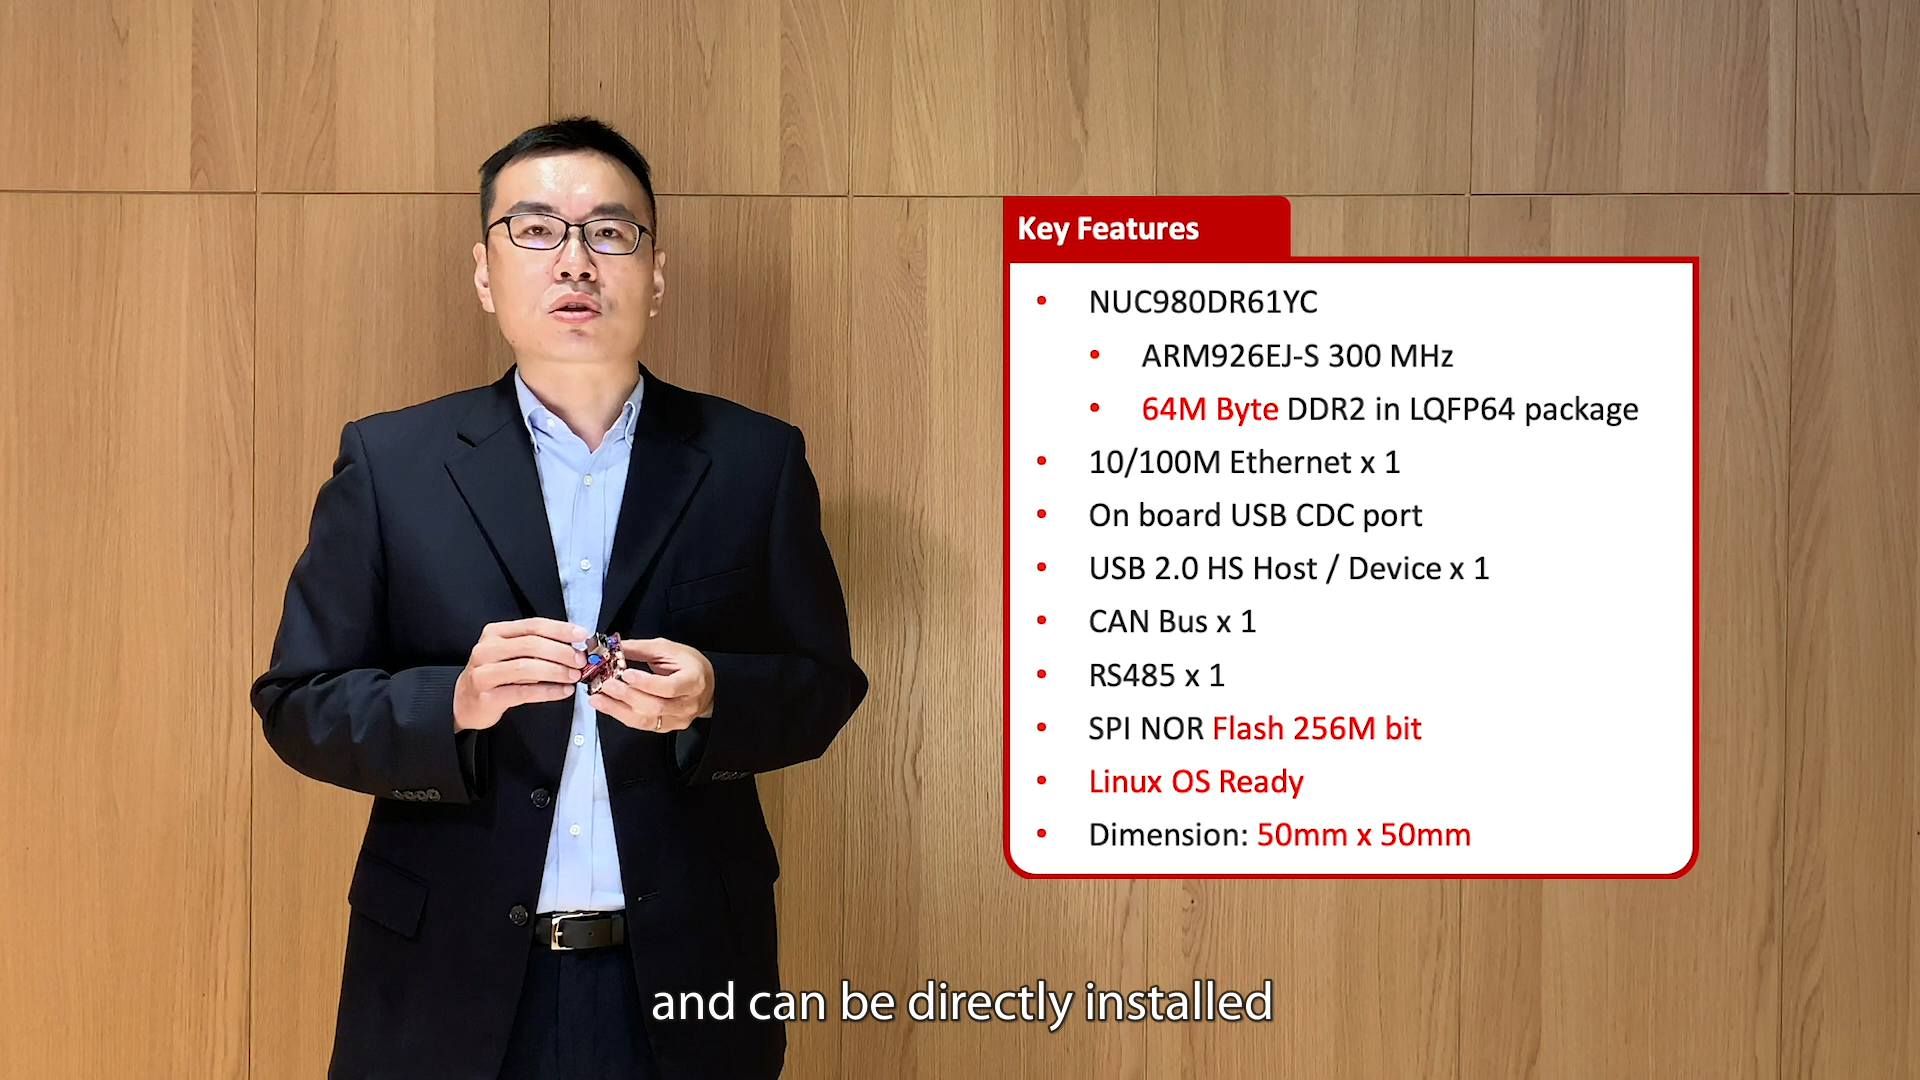 Key Features
• NUC980DR61YC
• ARM926EJ-S 300 MHz
• 64M Byte DDR2 in LQFP64 package
• 10/100M Ethernet x 1
• On board USB CDC port
• USB 2.0 HS Host / Device x 1
• CAN Bus x 1
• RS485 x 1
• SPI NOR Flash 256M bit
• Linux OS Ready
• Dimension: 50mm x 50mm
and can be directly installed